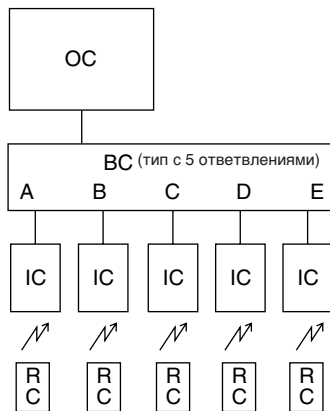 OC
BC (тип с 5 ответвлениями)
A B C D E
IC IC IC IC IC
R R R R R
C C C C C